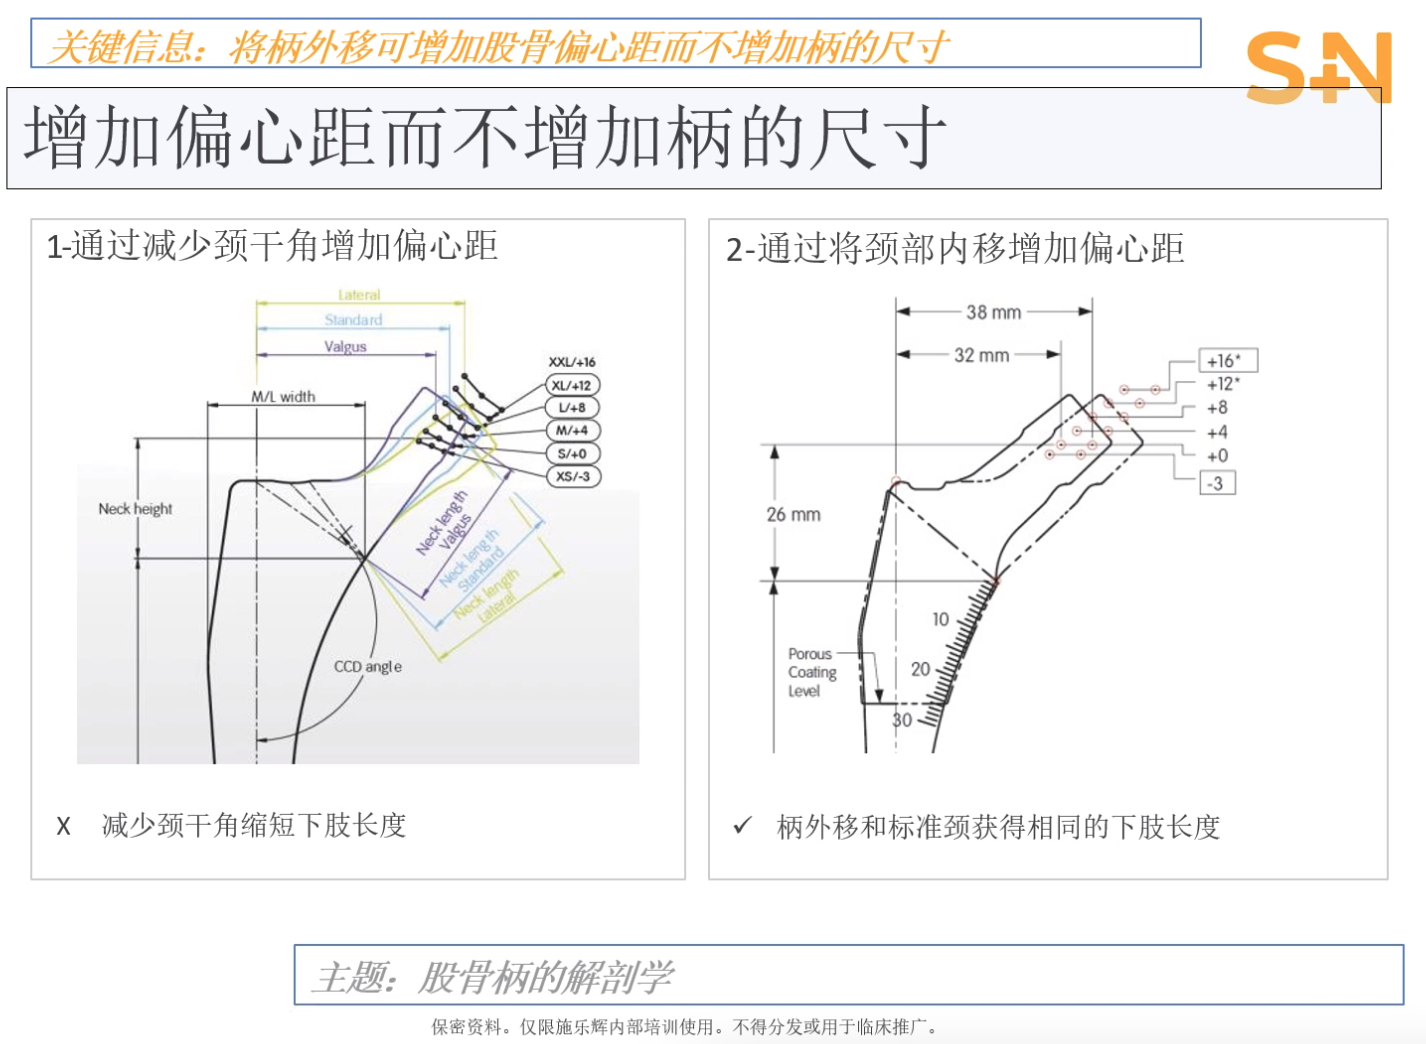 关键信息：将柄外移可增加股骨偏心距而不增加柄的尺寸
S+N
增加偏心距而不增加柄的尺寸
1-通过减少颈干角增加偏心距
Lateral
Standard
Valgus
M/L width
XXL/+16
XL/+12
L/+8
M/+4
S/+0
XS/-3
Neck height
Neck length
Valgus
Neck length
Standard
Neck length
Lateral
CCD angle
X 减少颈干角缩短下肢长度
2-通过将颈部内移增加偏心距
38 mm
32 mm
+16*
+12*
+8
+4
+0
-3
26 mm
10
20
30
Porous
Coating
Level
✓ 柄外移和标准颈获得相同的下肢长度
主题：股骨柄的解剖学
保密资料。仅限施乐辉内部培训使用。不得分发或用于临床推广。